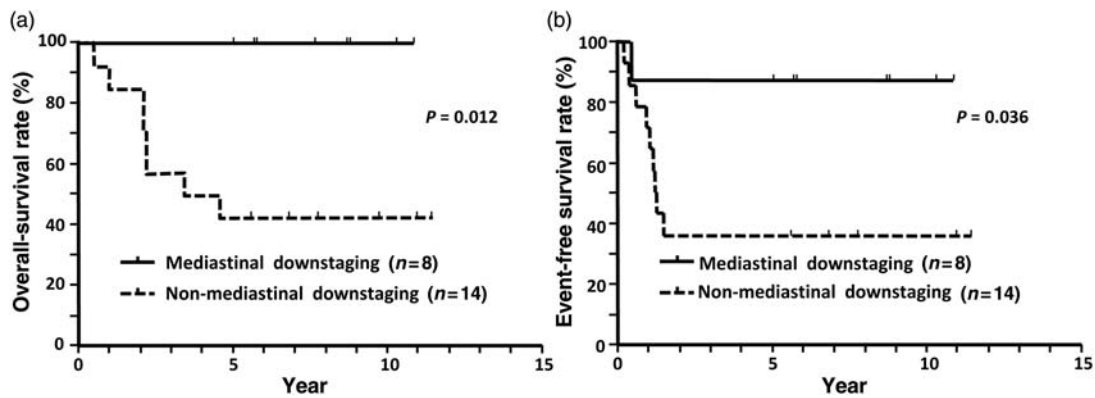 (a)
Overall-survival rate (%)
100
80
60
40
20
0
P = 0.012
Mediastinal downstaging (n=8)
Non-mediastinal downstaging (n=14)
0 5 10 15
Year
(b)
Event-free survival rate (%)
100
80
60
40
20
0
P = 0.036
Mediastinal downstaging (n=8)
Non-mediastinal downstaging (n=14)
0 5 10 15
Year